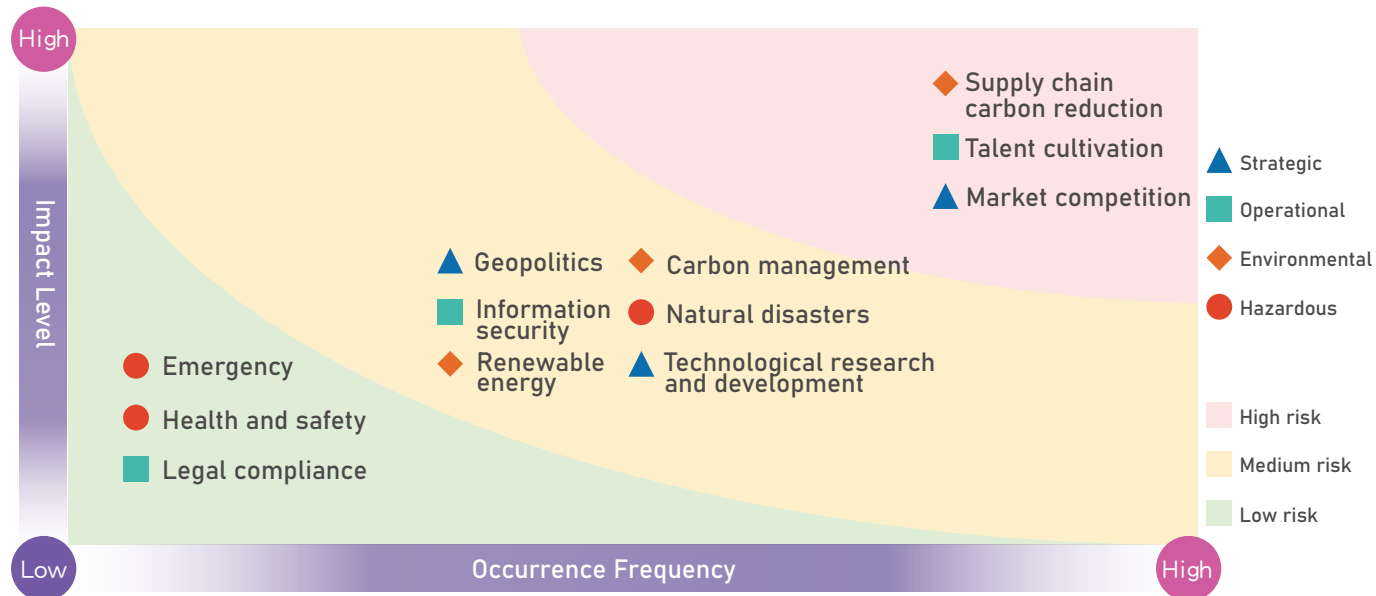 High
Impact Level
Low
Occurrence Frequency
High
Supply chain
carbon reduction
Talent cultivation
Market competition
Geopolitics
Information
security
Renewable
energy
Carbon management
Natural disasters
Technological research
and development
Emergency
Health and safety
Legal compliance
Strategic
Operational
Environmental
Hazardous
High risk
Medium risk
Low risk